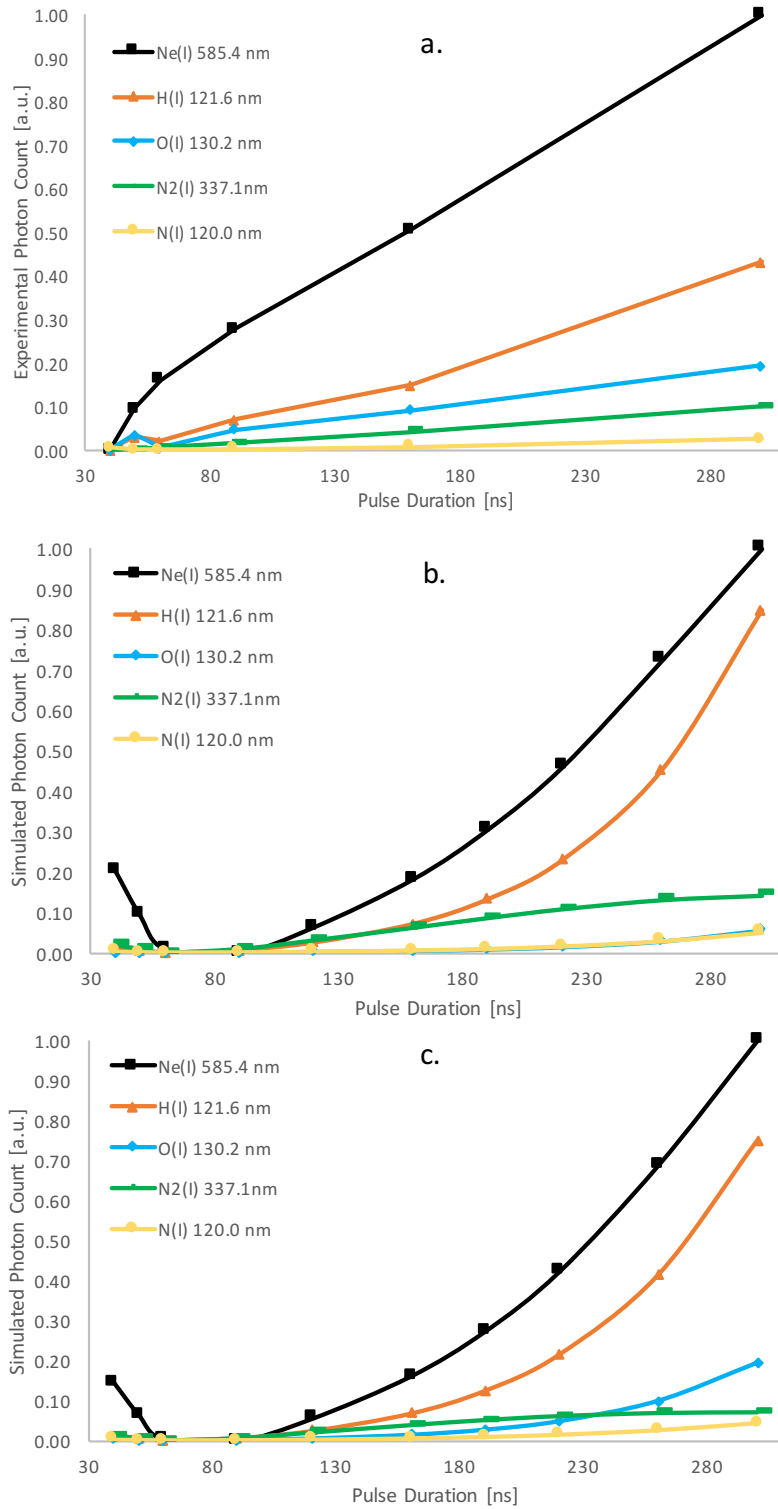 a.
Experimental Photon Count [a.u.]
1.00
0.90
0.80
0.70
0.60
0.50
0.40
0.30
0.20
0.10
0.00
Ne(I) 585.4 nm
H(I) 121.6 nm
O(I) 130.2 nm
N2(I) 337.1nm
N(I) 120.0 nm
30 80 130 180 230 280
Pulse Duration [ns]
b.
Simulated Photon Count [a.u.]
1.00
0.90
0.80
0.70
0.60
0.50
0.40
0.30
0.20
0.10
0.00
Ne(I) 585.4 nm
H(I) 121.6 nm
O(I) 130.2 nm
N2(I) 337.1nm
N(I) 120.0 nm
30 80 130 180 230 280
Pulse Duration [ns]
c.
Simulated Photon Count [a.u.]
1.00
0.90
0.80
0.70
0.60
0.50
0.40
0.30
0.20
0.10
0.00
Ne(I) 585.4 nm
H(I) 121.6 nm
O(I) 130.2 nm
N2(I) 337.1nm
N(I) 120.0 nm
30 80 130 180 230 280
Pulse Duration [ns]